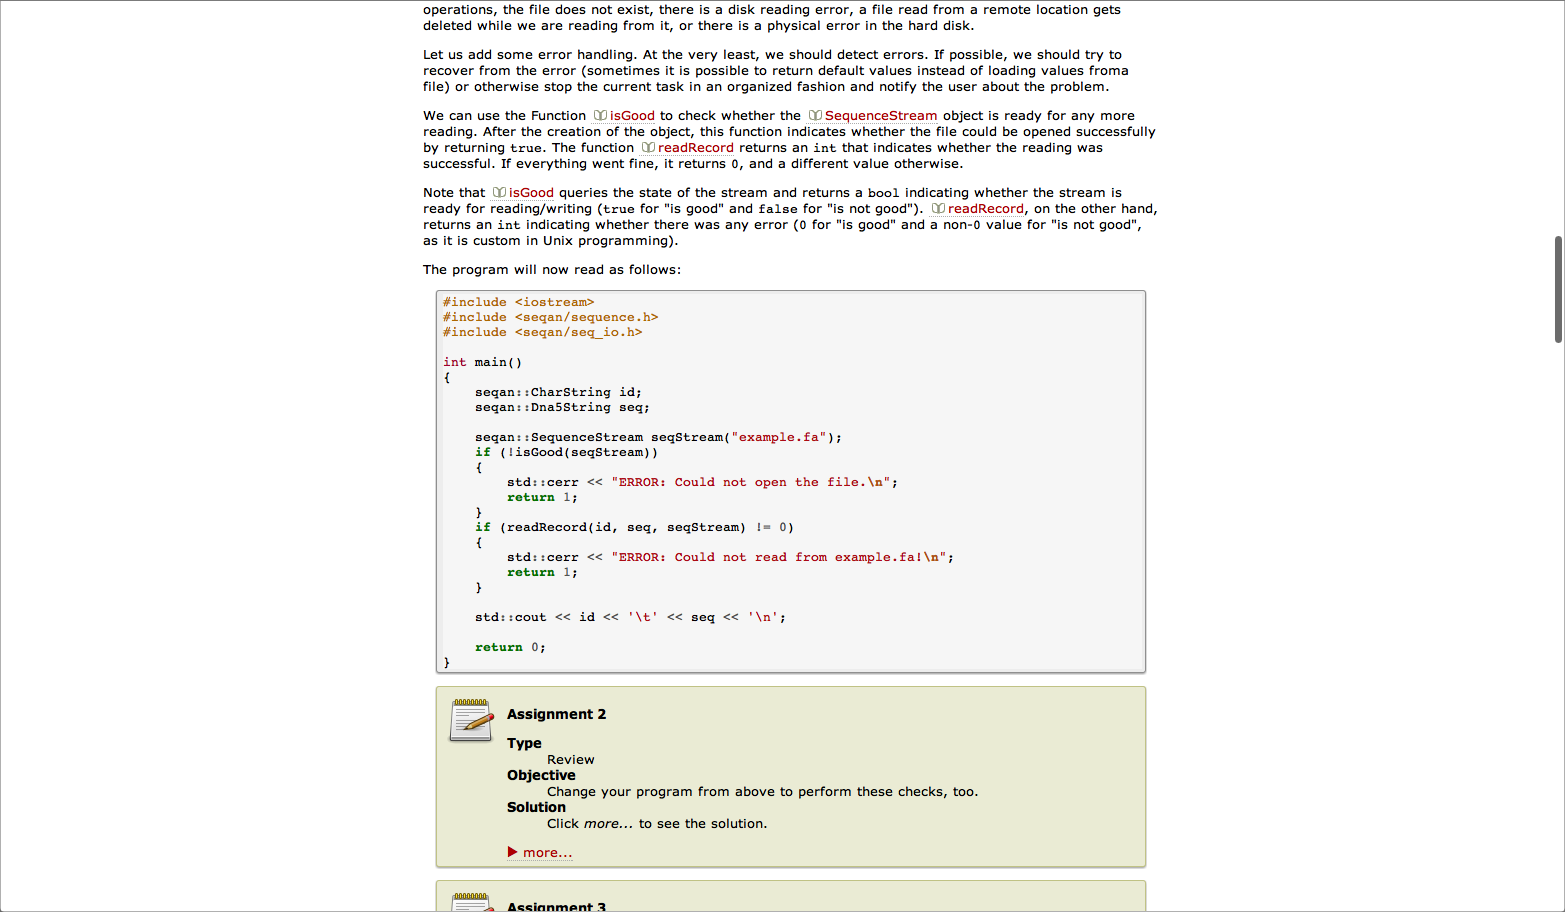 operations, the file does not exist, there is a disk reading error, a file read from a remote location gets
deleted while we are reading from it, or there is a physical error in the hard disk.
Let us add some error handling. At the very least, we should detect errors. If possible, we should try to
recover from the error (sometimes it is possible to return default values instead of loading values froma
file) or otherwise stop the current task in an organized fashion and notify the user about the problem.
We can use the Function isGood to check whether the SequenceStream object is ready for any more
reading. After the creation of the object, this function indicates whether the file could be opened successfully
by returning true. The function readRecord returns an int that indicates whether the reading was
successful. If everything went fine, it returns 0, and a different value otherwise.
Note that isGood queries the state of the stream and returns a bool indicating whether the stream is
ready for reading/writing (true for "is good" and false for "is not good"). readRecord, on the other hand,
returns an int indicating whether there was any error (0 for "is good" and a non-0 value for "is not good",
as it is custom in Unix programming).
The program will now read as follows:
#include <iostream>
#include <seqan/sequence.h>
#include <seqan/seq_io.h>
int main()
{
    seqan::CharString id;
    seqan::Dna5String seq;
    seqan::SequenceStream seqStream("example.fa");
    if (!isGood(seqStream))
    {
        std::cerr << "ERROR: Could not open the file.\n";
        return 1;
    }
    if (readRecord(id, seq, seqStream) != 0)
    {
        std::cerr << "ERROR: Could not read from example.fa!\n";
        return 1;
    }
    std::cout << id << '\t' << seq << '\n';
    return 0;
}
Assignment 2
Type
Review
Objective
Change your program from above to perform these checks, too.
Solution
Click more... to see the solution.
more...
Assignment 3